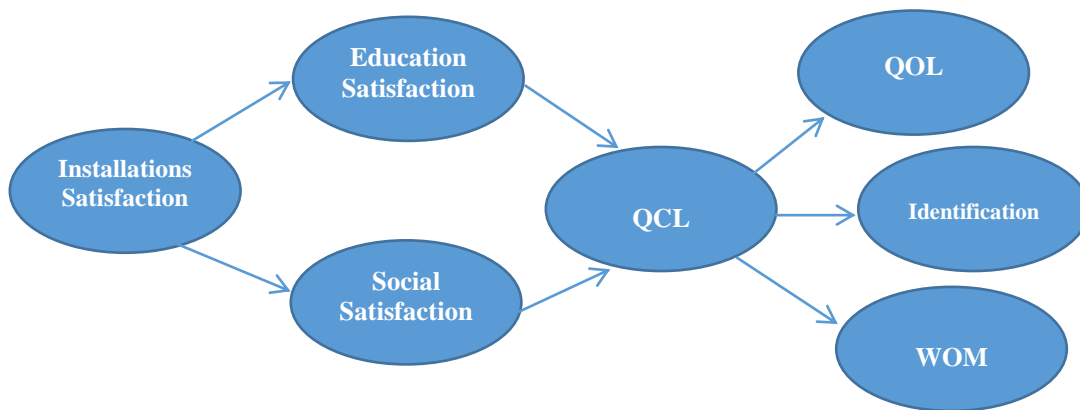 Installations
Satisfaction
Education
Satisfaction
Social
Satisfaction
QCL
QOL
Identification
WOM